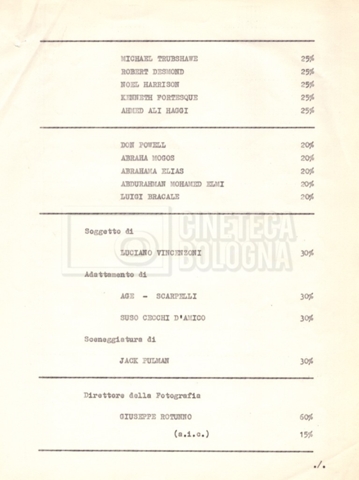 MICHAEL TRUBSHAWE 25%
ROBERT DESMOND 25%
NOEL HARRISON 25%
KENNETH FORTESQUE 25%
AHMED ALI HAGGI 25%
DON POWELL 20%
ABRAHA MOGOS 20%
ABRAHAMA ELIAS 20%
ABDURAHMAN MOHAMED ELMI 20%
LUIGI BRACALE 20%
Soggetto di
LUCIANO VINCENZONI 30%
CINETECA
BOLOGNA
Adattamento di
AGE - SCARPELLI 30%
SUSO CECCHI D'AMICO 30%
Sceneggiatura di
JACK PULMAN 30%
Direttore della Fotografia
GIUSEPPE ROTUNNO 60%
(a.i.c.) 15%
./.